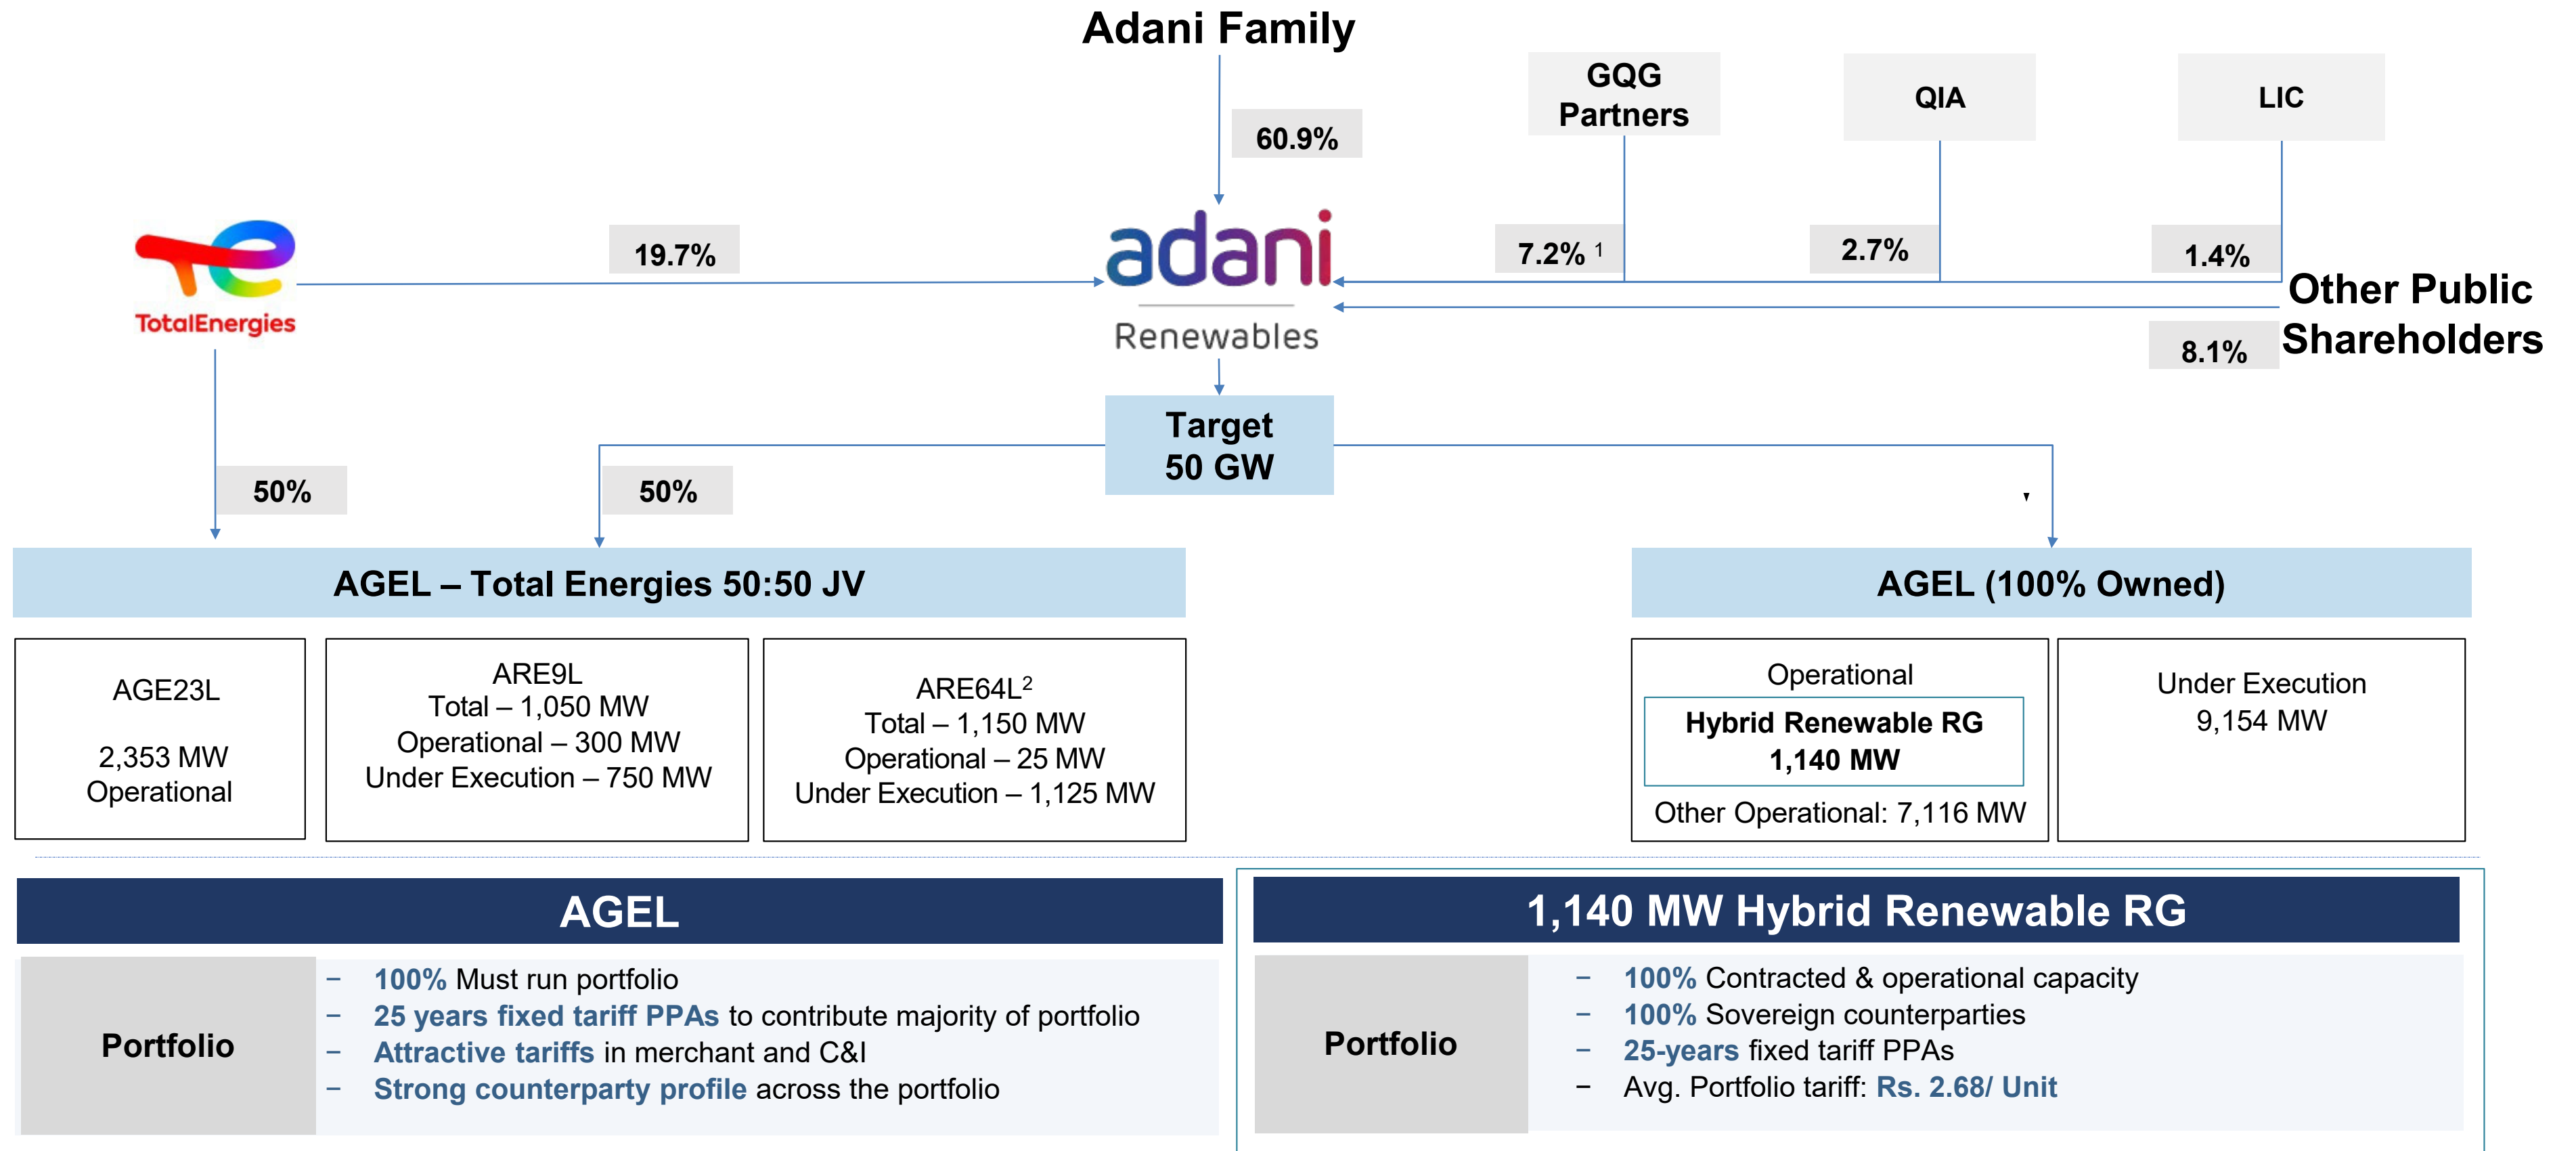 Adani Family
GQG
Partners
QIA
LIC
60.9%
TotalEnergies
19.7%
adani
Renewables
7.2% 1
2.7%
1.4%
Other Public
Shareholders
8.1%
Target
50 GW
50%
50%
AGEL – Total Energies 50:50 JV
AGE23L
2,353 MW
Operational
ARE9L
Total – 1,050 MW
Operational – 300 MW
Under Execution – 750 MW
ARE64L2
Total – 1,150 MW
Operational – 25 MW
Under Execution – 1,125 MW
AGEL (100% Owned)
Operational
Hybrid Renewable RG
1,140 MW
Other Operational: 7,116 MW
Under Execution
9,154 MW
AGEL
Portfolio
– 100% Must run portfolio
– 25 years fixed tariff PPAs to contribute majority of portfolio
– Attractive tariffs in merchant and C&I
– Strong counterparty profile across the portfolio
1,140 MW Hybrid Renewable RG
Portfolio
– 100% Contracted & operational capacity
– 100% Sovereign counterparties
– 25-years fixed tariff PPAs
– Avg. Portfolio tariff: Rs. 2.68/ Unit